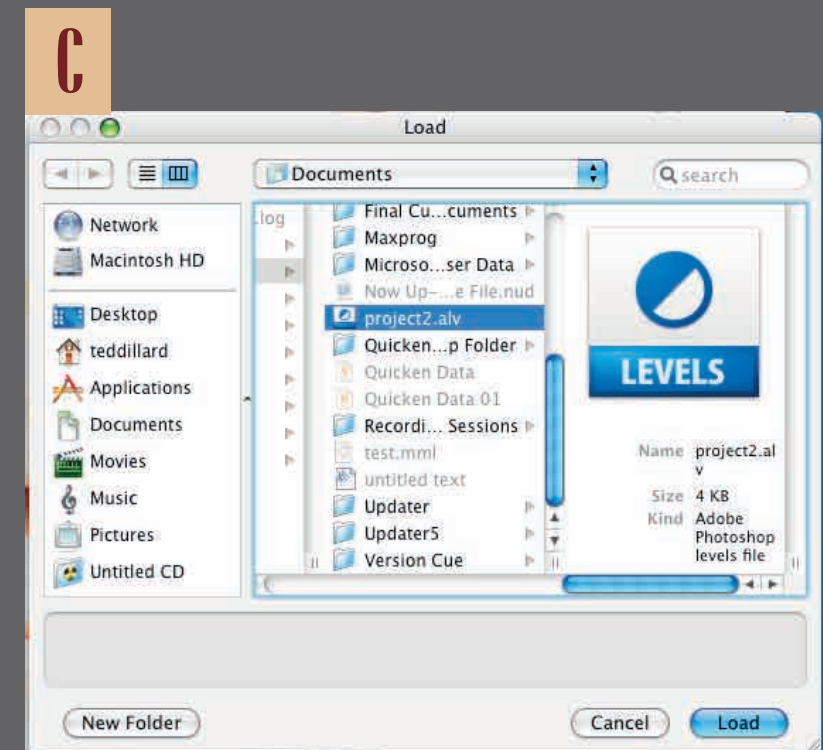 C
Load
Documents
search
Network
Macintosh HD
Desktop
teddillard
Applications
Documents
Movies
Music
Pictures
Untitled CD
.log
Final Cu...cuments
Maxprog
Microso...ser Data
Now Up-...e File.nud
project2.alv
Quicken...p Folder
Quicken Data
Quicken Data 01
Recordi... Sessions
test.mml
untitled text
Updater
Updater5
Version Cue
LEVELS
Name project2.al
v
Size 4 KB
Kind Adobe
Photoshop
levels file
New Folder
Cancel
Load